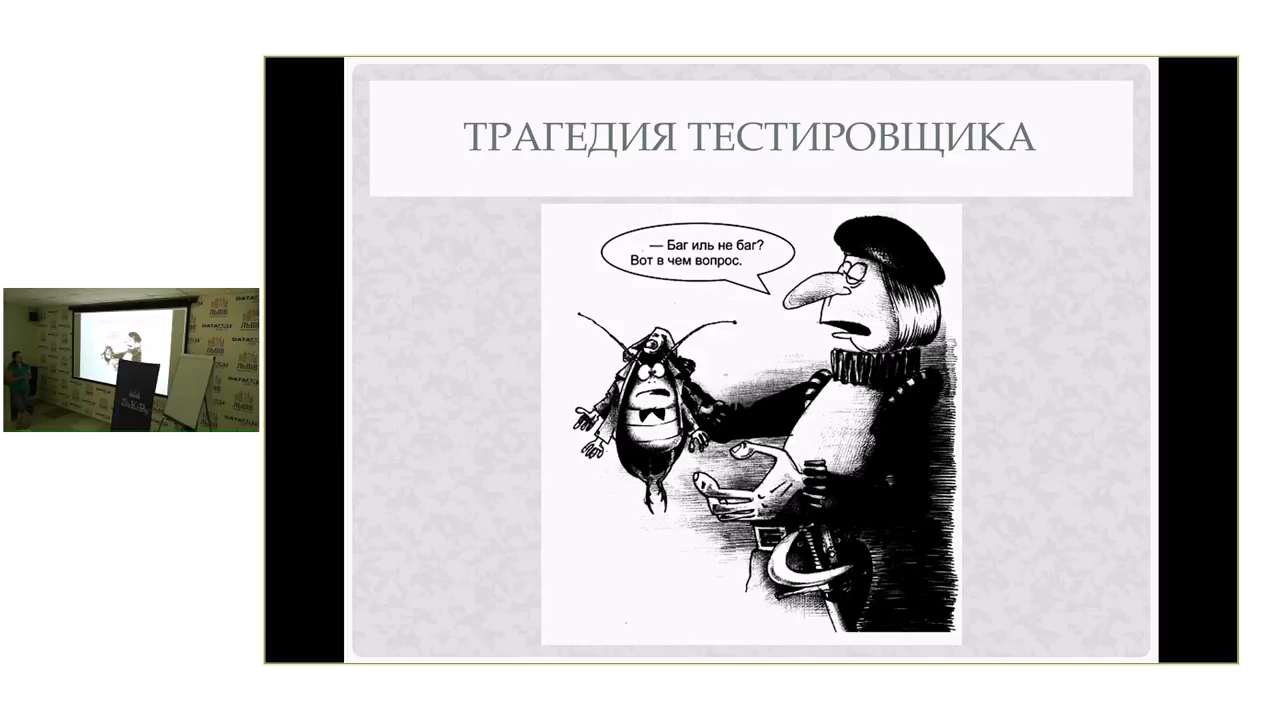 ТРАГЕДИЯ ТЕСТИРОВЩИКА
— Баг иль не баг?
Вот в чем вопрос.